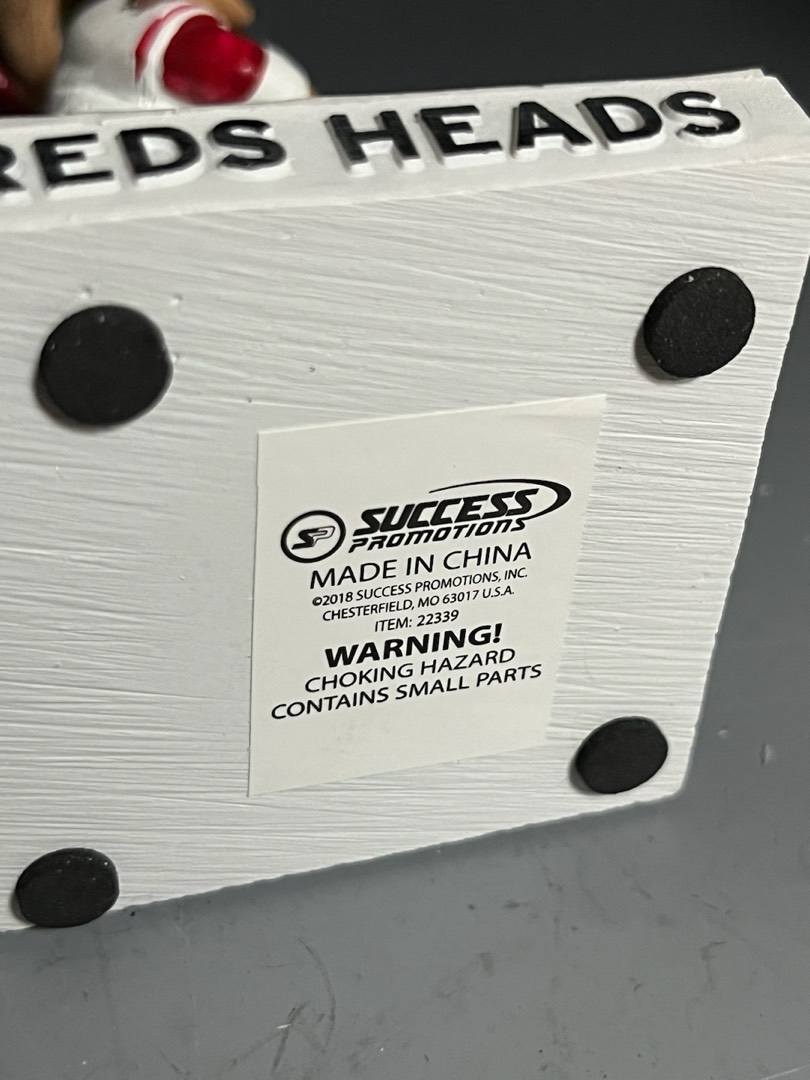 REDS HEADS
SP SUCCESS
PROMOTIONS
MADE IN CHINA
©2018 SUCCESS PROMOTIONS, INC.
CHESTERFIELD, MO 63017 U.S.A.
ITEM: 22339
WARNING!
CHOKING HAZARD
CONTAINS SMALL PARTS